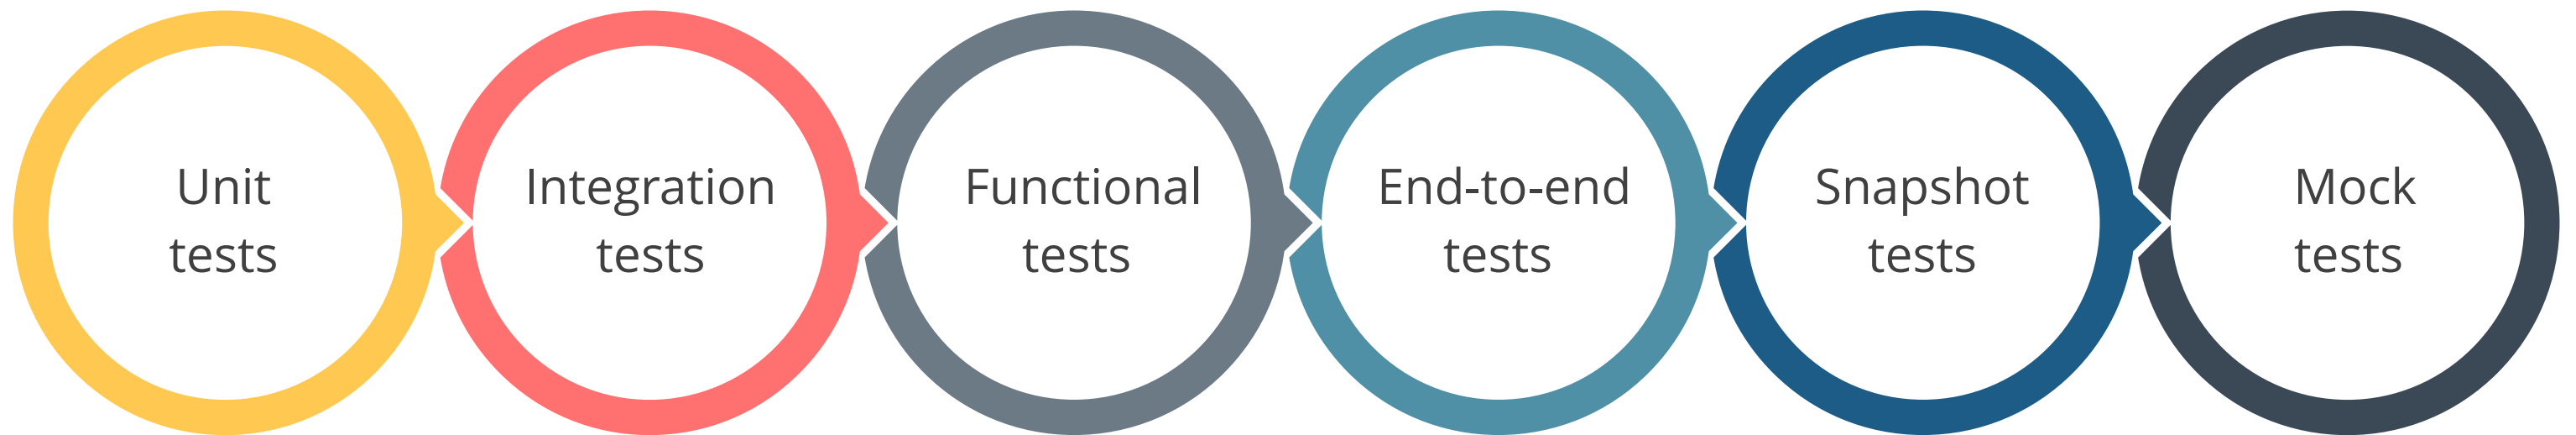 Unit
tests
Integration
tests
Functional
tests
End-to-end
tests
Snapshot
tests
Mock
tests